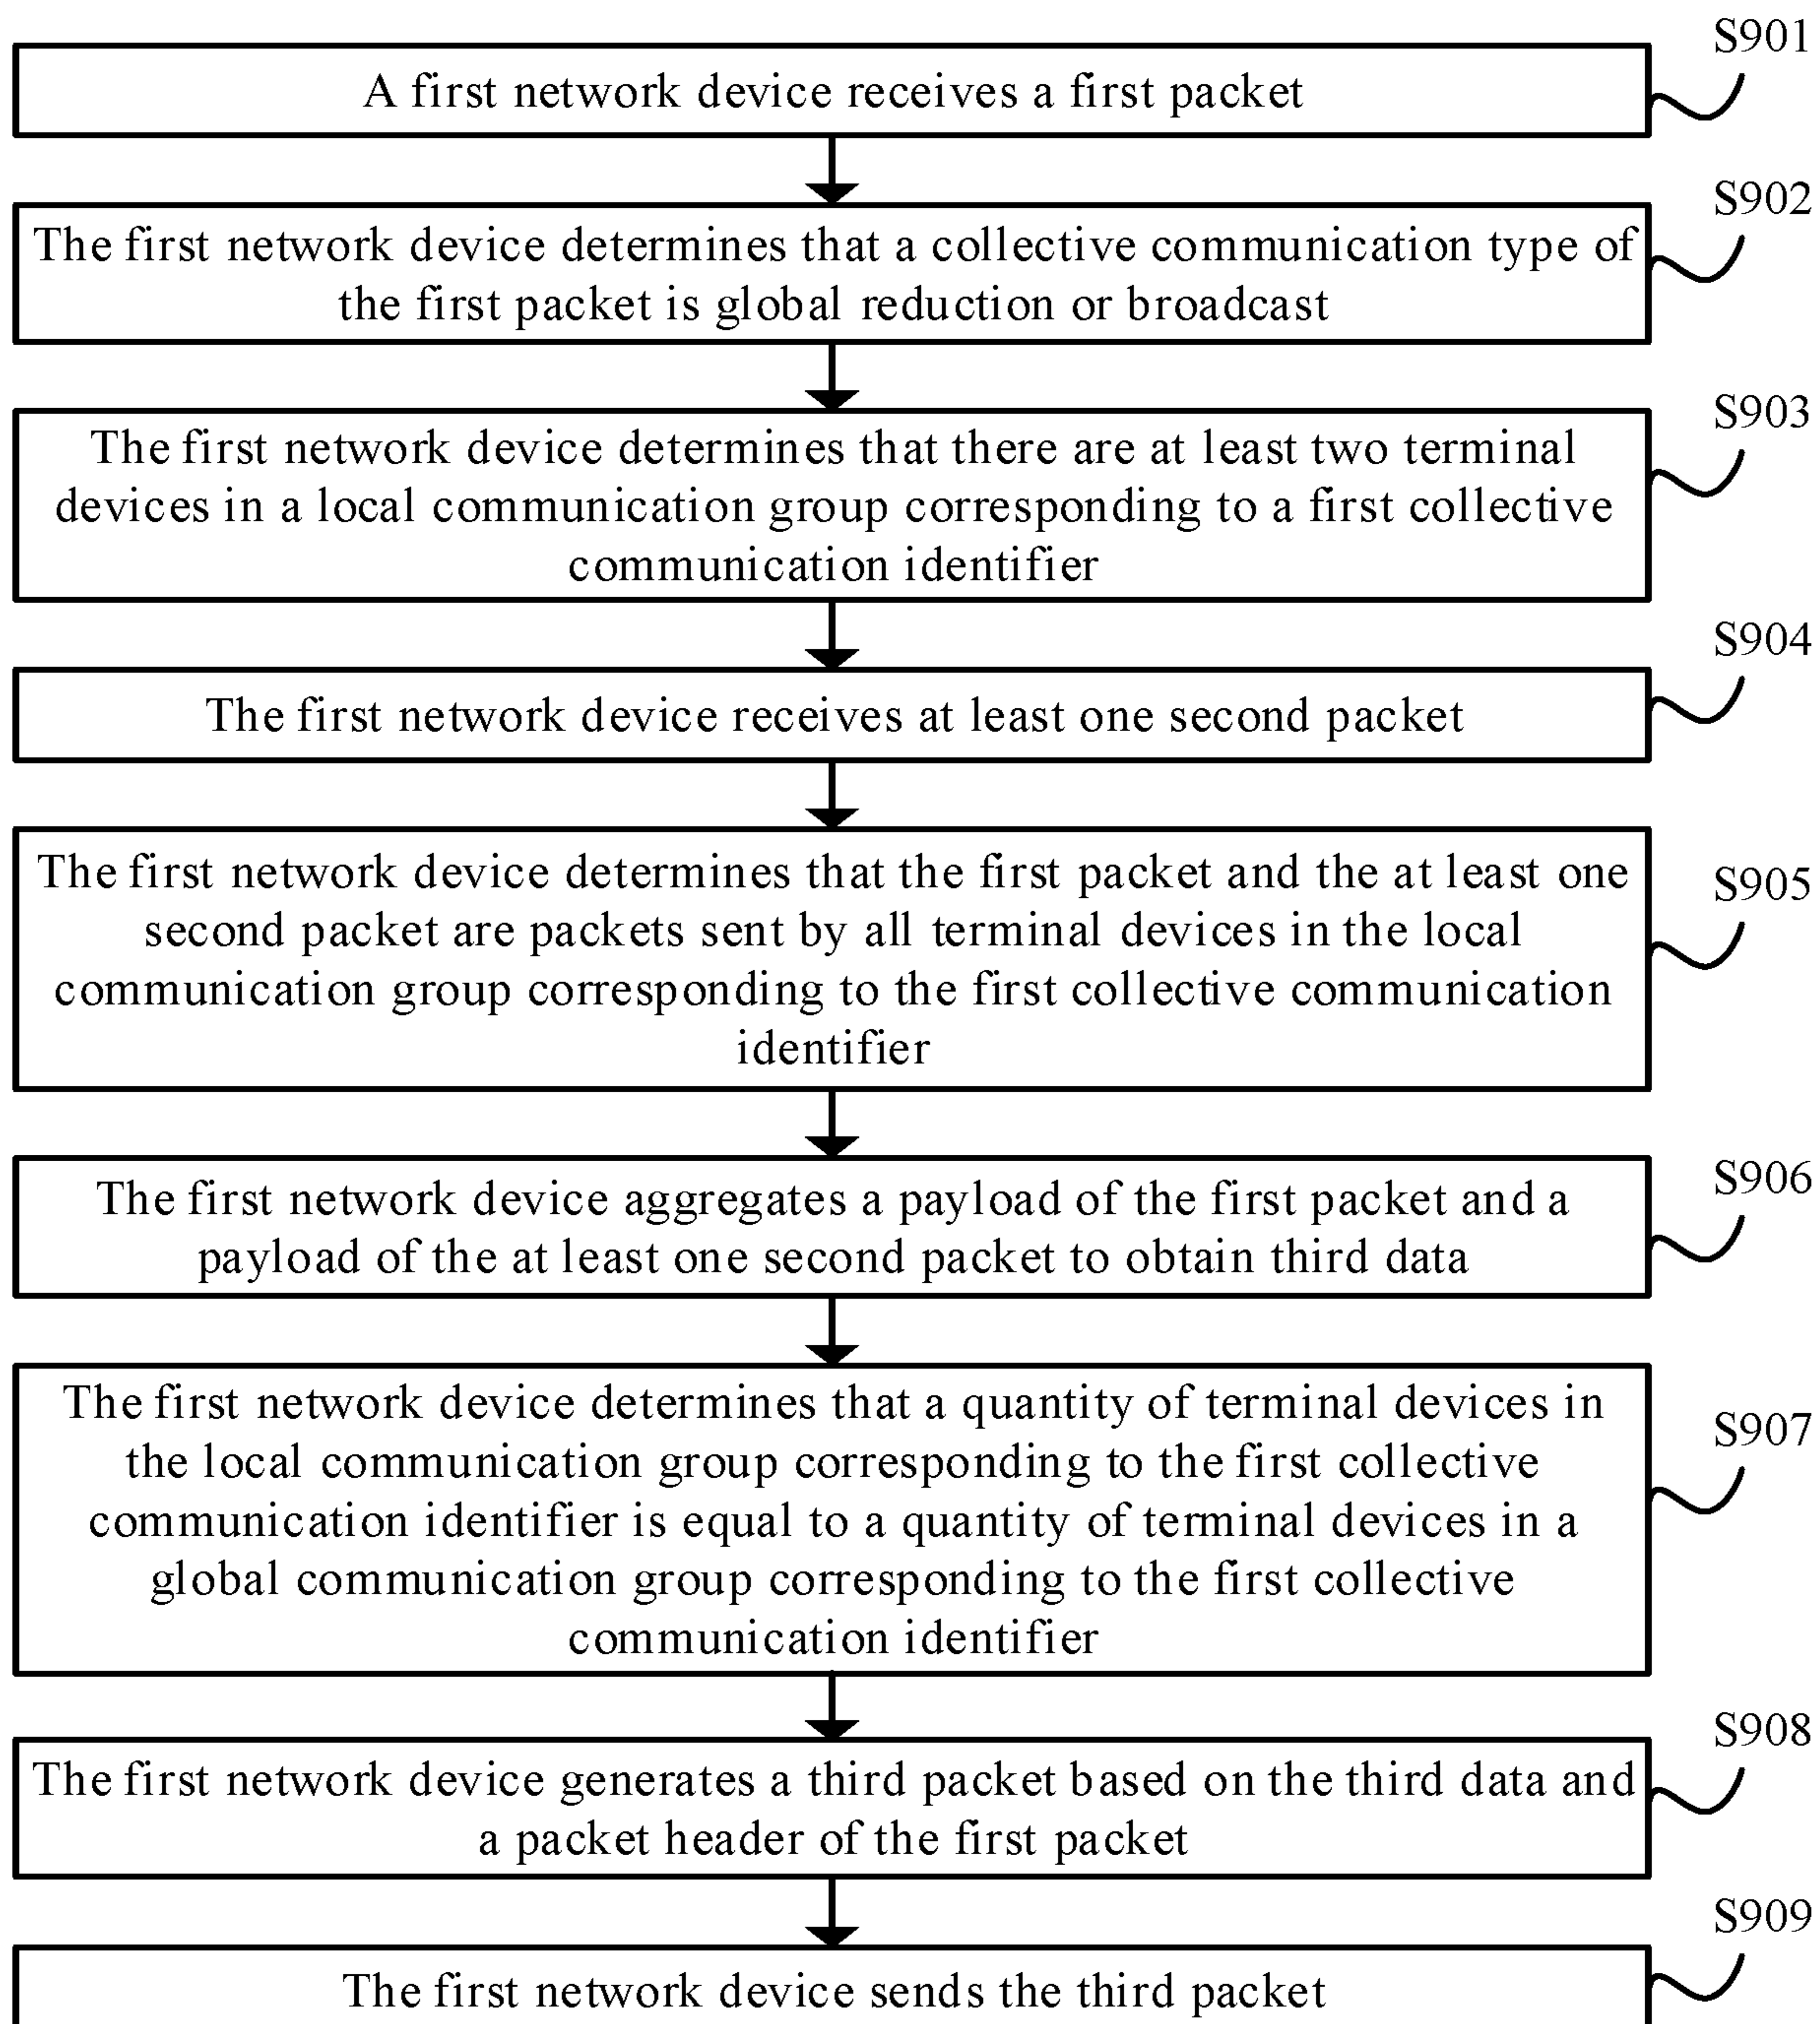 S901
A first network device receives a first packet
S902
The first network device determines that a collective communication type of
the first packet is global reduction or broadcast
S903
The first network device determines that there are at least two terminal
devices in a local communication group corresponding to a first collective
communication identifier
S904
The first network device receives at least one second packet
S905
The first network device determines that the first packet and the at least one
second packet are packets sent by all terminal devices in the local
communication group corresponding to the first collective communication
identifier
S906
The first network device aggregates a payload of the first packet and a
payload of the at least one second packet to obtain third data
S907
The first network device determines that a quantity of terminal devices in
the local communication group corresponding to the first collective
communication identifier is equal to a quantity of terminal devices in a
global communication group corresponding to the first collective
communication identifier
S908
The first network device generates a third packet based on the third data and
a packet header of the first packet
S909
The first network device sends the third packet